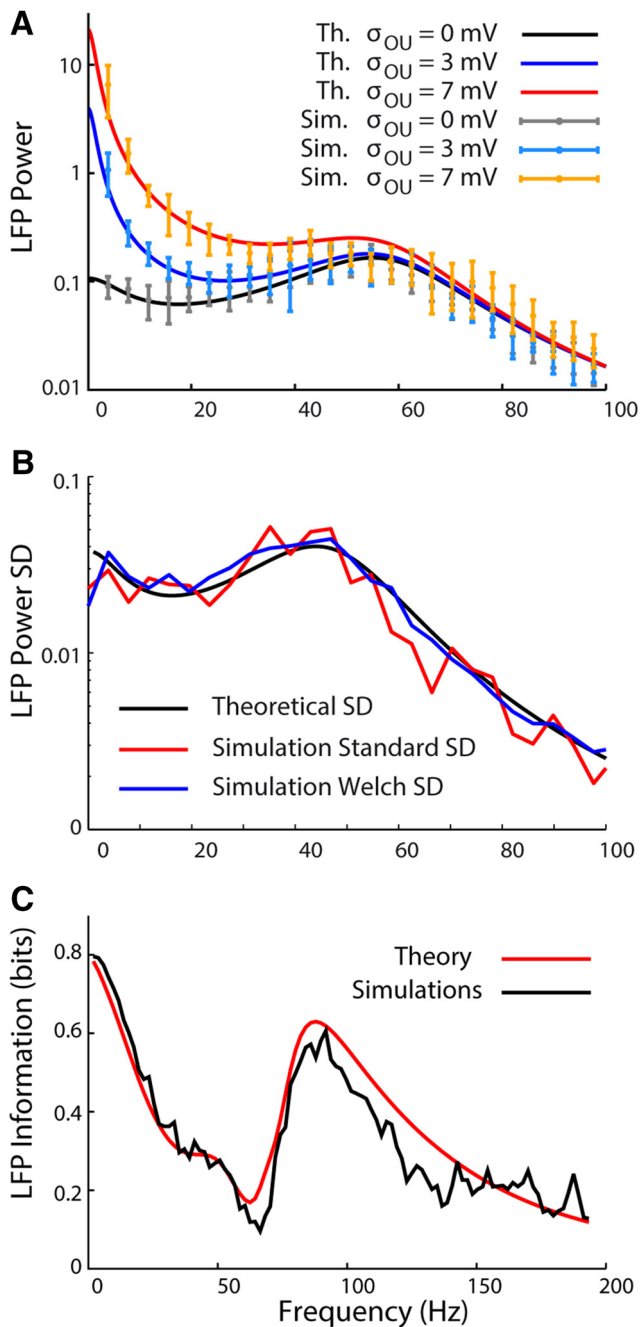 A
LFP Power
10
1
0.1
0.01
Th. σOU = 0 mV
Th. σOU = 3 mV
Th. σOU = 7 mV
Sim. σOU = 0 mV
Sim. σOU = 3 mV
Sim. σOU = 7 mV
0 20 40 60 80 100
B
LFP Power SD
0.1
0.01
0
Theoretical SD
Simulation Standard SD
Simulation Welch SD
0 20 40 60 80 100
C
LFP Information (bits)
0.8
0.6
0.4
0.2
0
Theory
Simulations
0 50 100 150 200
Frequency (Hz)